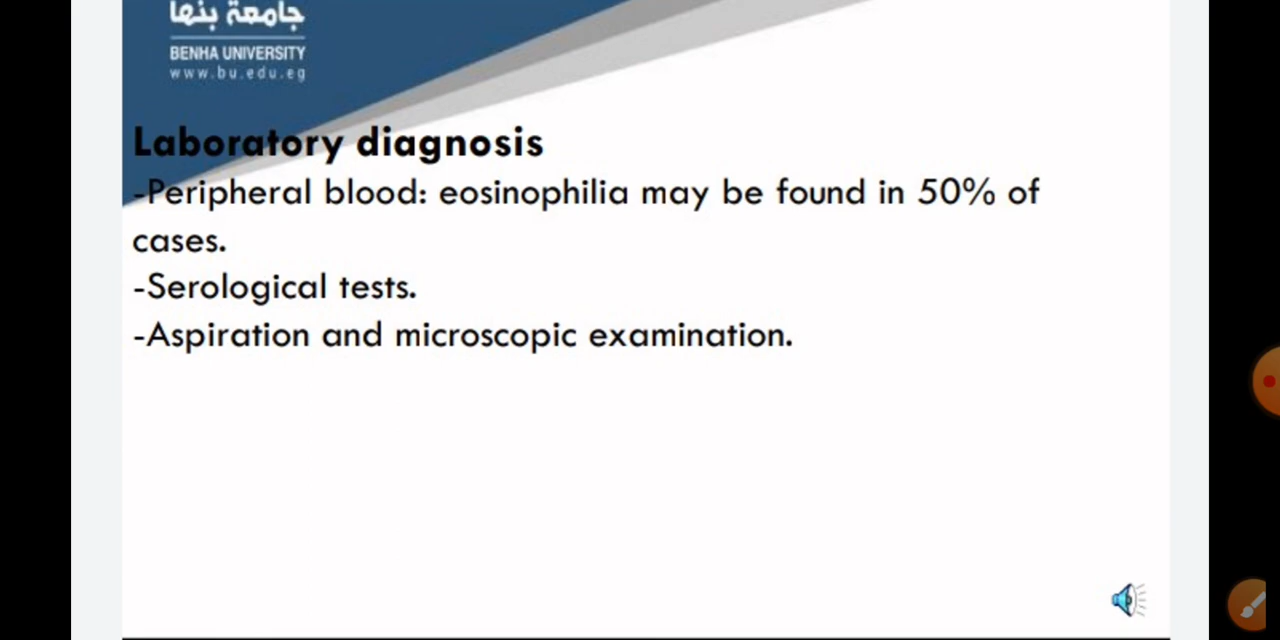 جامعة بنها
BENHA UNIVERSITY
www.bu.edu.eg
Laboratory diagnosis
-Peripheral blood: eosinophilia may be found in 50% of
cases.
-Serological tests.
-Aspiration and microscopic examination.